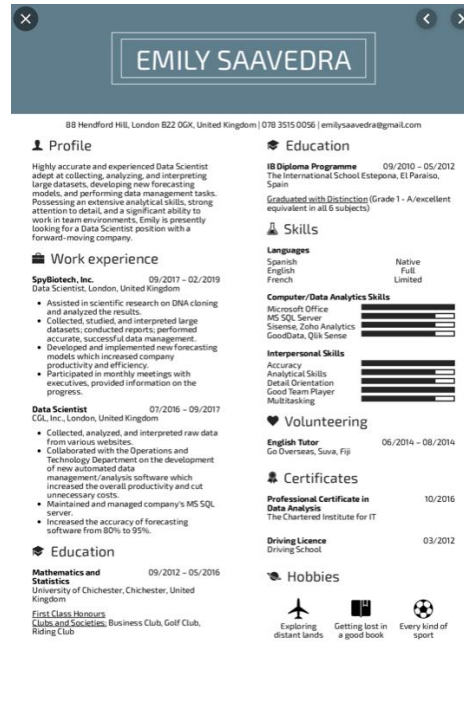 EMILY SAAVEDRA
88 Hendford Hill, London B22 0GX, United Kingdom | 078 3515 0056 | emilysaavedra@gmail.com
Profile
Highly accurate and experienced Data Scientist
adept at collecting, analyzing, and interpreting
large datasets, developing new forecasting
models, and performing data management tasks.
Possessing an extensive analytical skills, strong
attention to detail, and a significant ability to
work in team environments, Emily is presently
looking for a Data Scientist position with a
forward-moving company.
Work experience
SpyBiotech, Inc. 09/2017 – 02/2019
Data Scientist, London, United Kingdom
• Assisted in scientific research on DNA cloning
and analyzed the results.
• Collected, studied, and interpreted large
datasets; conducted reports; performed
accurate, successful data management.
• Developed and implemented new forecasting
models which increased company
productivity and efficiency.
• Participated in monthly meetings with
executives, provided information on the
progress.
Data Scientist 07/2016 – 09/2017
CGL, Inc., London, United Kingdom
• Collected, analyzed, and interpreted raw data
from various websites.
• Collaborated with the Operations and
Technology Department on the development
of new automated data
management/analysis software which
increased the overall productivity and cut
unnecessary costs.
• Maintained and managed company's MS SQL
server.
• Increased the accuracy of forecasting
software from 80% to 95%.
Education
Mathematics and 09/2012 – 05/2016
Statistics
University of Chichester, Chichester, United
Kingdom
First Class Honours
Clubs and Societies: Business Club, Golf Club,
Riding Club
Education
IB Diploma Programme 09/2010 – 05/2012
The International School Estepona, El Paraiso,
Spain
Graduated with Distinction (Grade 1 - A/excellent
equivalent in all 6 subjects)
Skills
Languages
Spanish Native
English Full
French Limited
Computer/Data Analytics Skills
Microsoft Office
MS SQL Server
Sisense, Zoho Analytics
GoodData, Qlik Sense
Interpersonal Skills
Accuracy
Analytical Skills
Detail Orientation
Good Team Player
Multitasking
Volunteering
English Tutor 06/2014 – 08/2014
Go Overseas, Suva, Fiji
Certificates
Professional Certificate in 10/2016
Data Analysis
The Chartered Institute for IT
Driving Licence 03/2012
Driving School
Hobbies
Exploring
distant lands
Getting lost in
a good book
Every kind of
sport